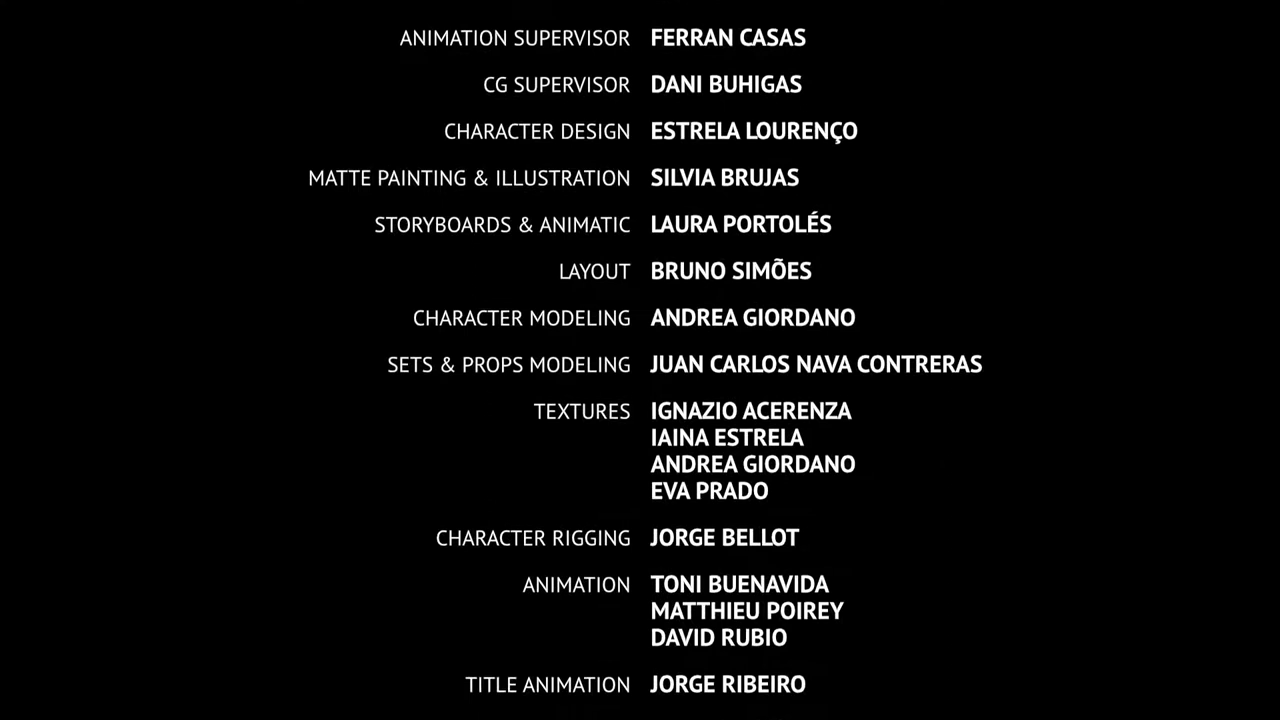 ANIMATION SUPERVISOR FERRAN CASAS
CG SUPERVISOR DANI BUHIGAS
CHARACTER DESIGN ESTRELA LOURENÇO
MATTE PAINTING & ILLUSTRATION SILVIA BRUJAS
STORYBOARDS & ANIMATIC LAURA PORTOLÉS
LAYOUT BRUNO SIMÕES
CHARACTER MODELING ANDREA GIORDANO
SETS & PROPS MODELING JUAN CARLOS NAVA CONTRERAS
TEXTURES IGNAZIO ACERENZA
IAINA ESTRELA
ANDREA GIORDANO
EVA PRADO
CHARACTER RIGGING JORGE BELLOT
ANIMATION TONI BUENAVIDA
MATTHIEU POIREY
DAVID RUBIO
TITLE ANIMATION JORGE RIBEIRO